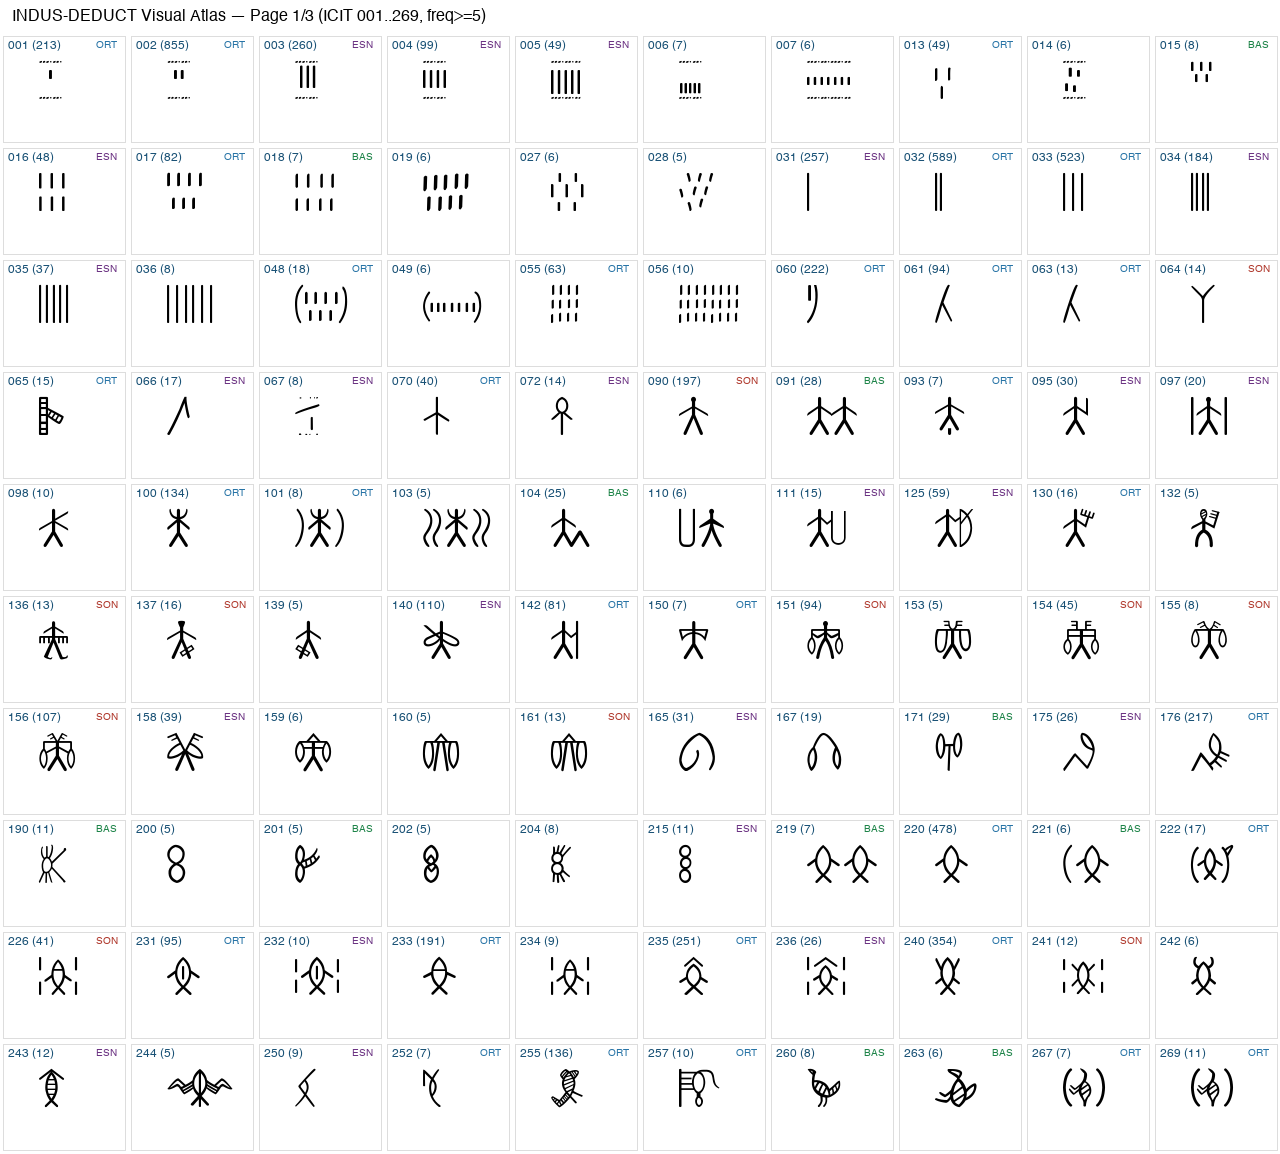 INDUS-DEDUCT Visual Atlas — Page 1/3 (ICIT 001..269, freq>=5)
001 (213) ORT 002 (855) ORT 003 (260) ESN 004 (99) ESN 005 (49) ESN 006 (7) 007 (6) 013 (49) ORT 014 (6) 015 (8) BAS
016 (48) ESN 017 (82) ORT 018 (7) BAS 019 (6) 027 (6) 028 (5) 031 (257) ESN 032 (589) ORT 033 (523) ORT 034 (184) ESN
035 (37) ESN 036 (8) 048 (18) ORT 049 (6) 055 (63) ORT 056 (10) 060 (222) ORT 061 (94) ORT 063 (13) ORT 064 (14) SON
065 (15) ORT 066 (17) ESN 067 (8) ESN 070 (40) ORT 072 (14) ESN 090 (197) SON 091 (28) BAS 093 (7) ORT 095 (30) ESN 097 (20) ESN
098 (10) 100 (134) ORT 101 (8) ORT 103 (5) 104 (25) BAS 110 (6) 111 (15) ESN 125 (59) ESN 130 (16) ORT 132 (5)
136 (13) SON 137 (16) SON 139 (5) 140 (110) ESN 142 (81) ORT 150 (7) ORT 151 (94) SON 153 (5) 154 (45) SON 155 (8) SON
156 (107) SON 158 (39) ESN 159 (6) 160 (5) 161 (13) SON 165 (31) ESN 167 (19) 171 (29) BAS 175 (26) ESN 176 (217) ORT
190 (11) BAS 200 (5) 201 (5) BAS 202 (5) 204 (8) 215 (11) ESN 219 (7) BAS 220 (478) ORT 221 (6) BAS 222 (17) ORT
226 (41) SON 231 (95) ORT 232 (10) ESN 233 (191) ORT 234 (9) 235 (251) ORT 236 (26) ESN 240 (354) ORT 241 (12) SON 242 (6)
243 (12) ESN 244 (5) 250 (9) ESN 252 (7) ORT 255 (136) ORT 257 (10) ORT 260 (8) BAS 263 (6) BAS 267 (7) ORT 269 (11) ORT